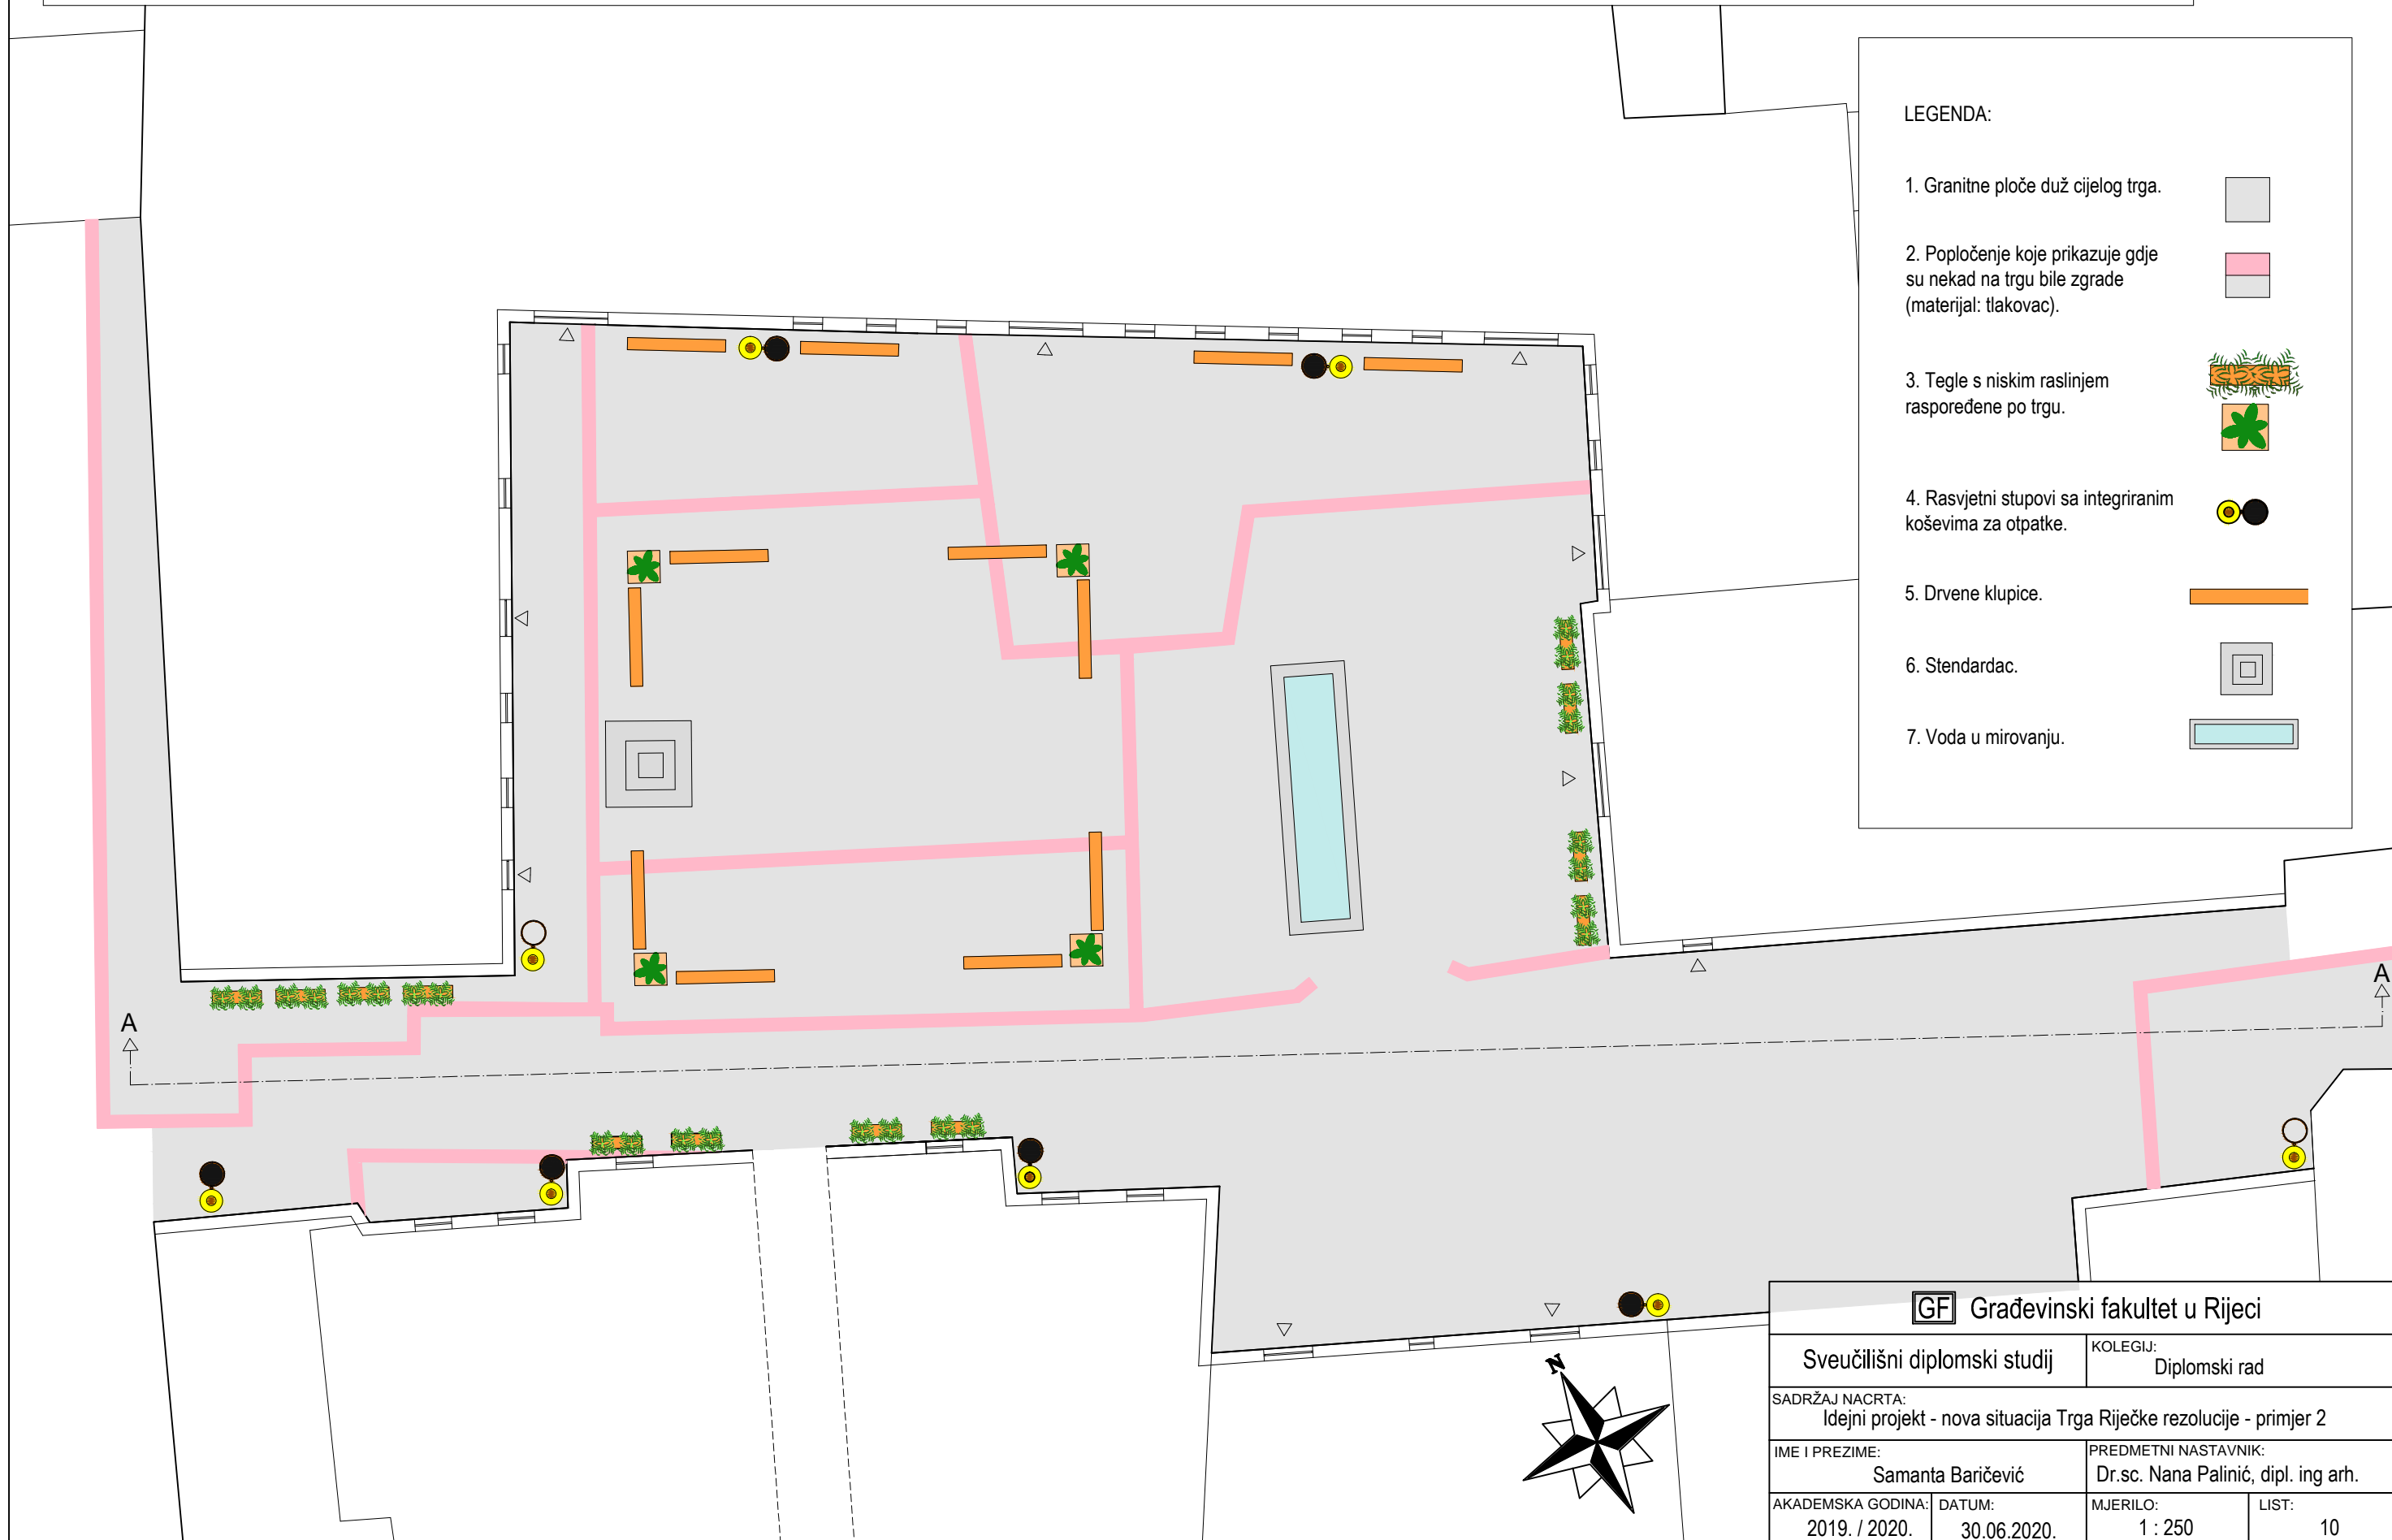 LEGENDA:
1. Granitne ploče duž cijelog trga.
2. Popločenje koje prikazuje gdje
su nekad na trgu bile zgrade
(materijal: tlakovac).
3. Tegle s niskim raslinjem
raspoređene po trgu.
4. Rasvjetni stupovi sa integriranim
koševima za otpatke.
5. Drvene klupice.
6. Stendardac.
7. Voda u mirovanju.
A
A
N
GF Građevinski fakultet u Rijeci
Sveučilišni diplomski studij
KOLEGIJ:
Diplomski rad
SADRŽAJ NACRTA:
Idejni projekt - nova situacija Trga Riječke rezolucije - primjer 2
IME I PREZIME:
Samanta Baričević
PREDMETNI NASTAVNIK:
Dr.sc. Nana Palinić, dipl. ing arh.
AKADEMSKA GODINA:
2019. / 2020.
DATUM:
30.06.2020.
MJERILO:
1 : 250
LIST:
10